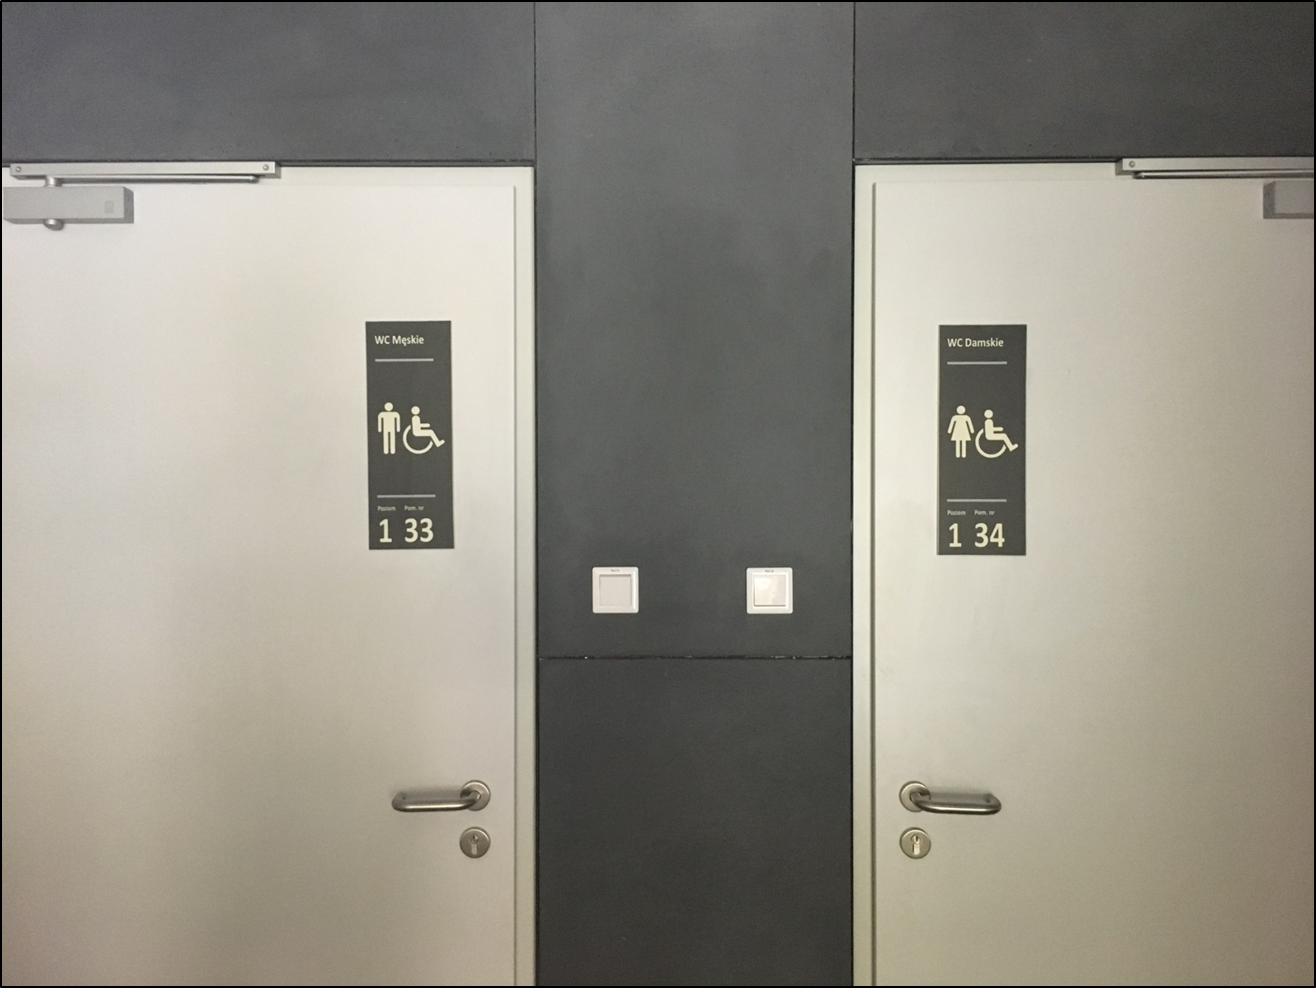 WC Męskie
Poziom Pom. nr
1 33
WC Damskie
Poziom Pom. nr
1 34